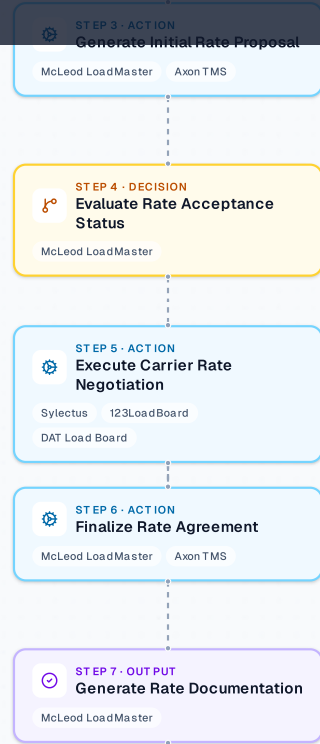 STEP 3 · ACTION
Generate Initial Rate Proposal
McLeod LoadMaster Axon TMS
STEP 4 · DECISION
Evaluate Rate Acceptance
Status
McLeod LoadMaster
STEP 5 · ACTION
Execute Carrier Rate
Negotiation
Sylectus 123LoadBoard
DAT Load Board
STEP 6 · ACTION
Finalize Rate Agreement
McLeod LoadMaster Axon TMS
STEP 7 · OUTPUT
Generate Rate Documentation
McLeod LoadMaster